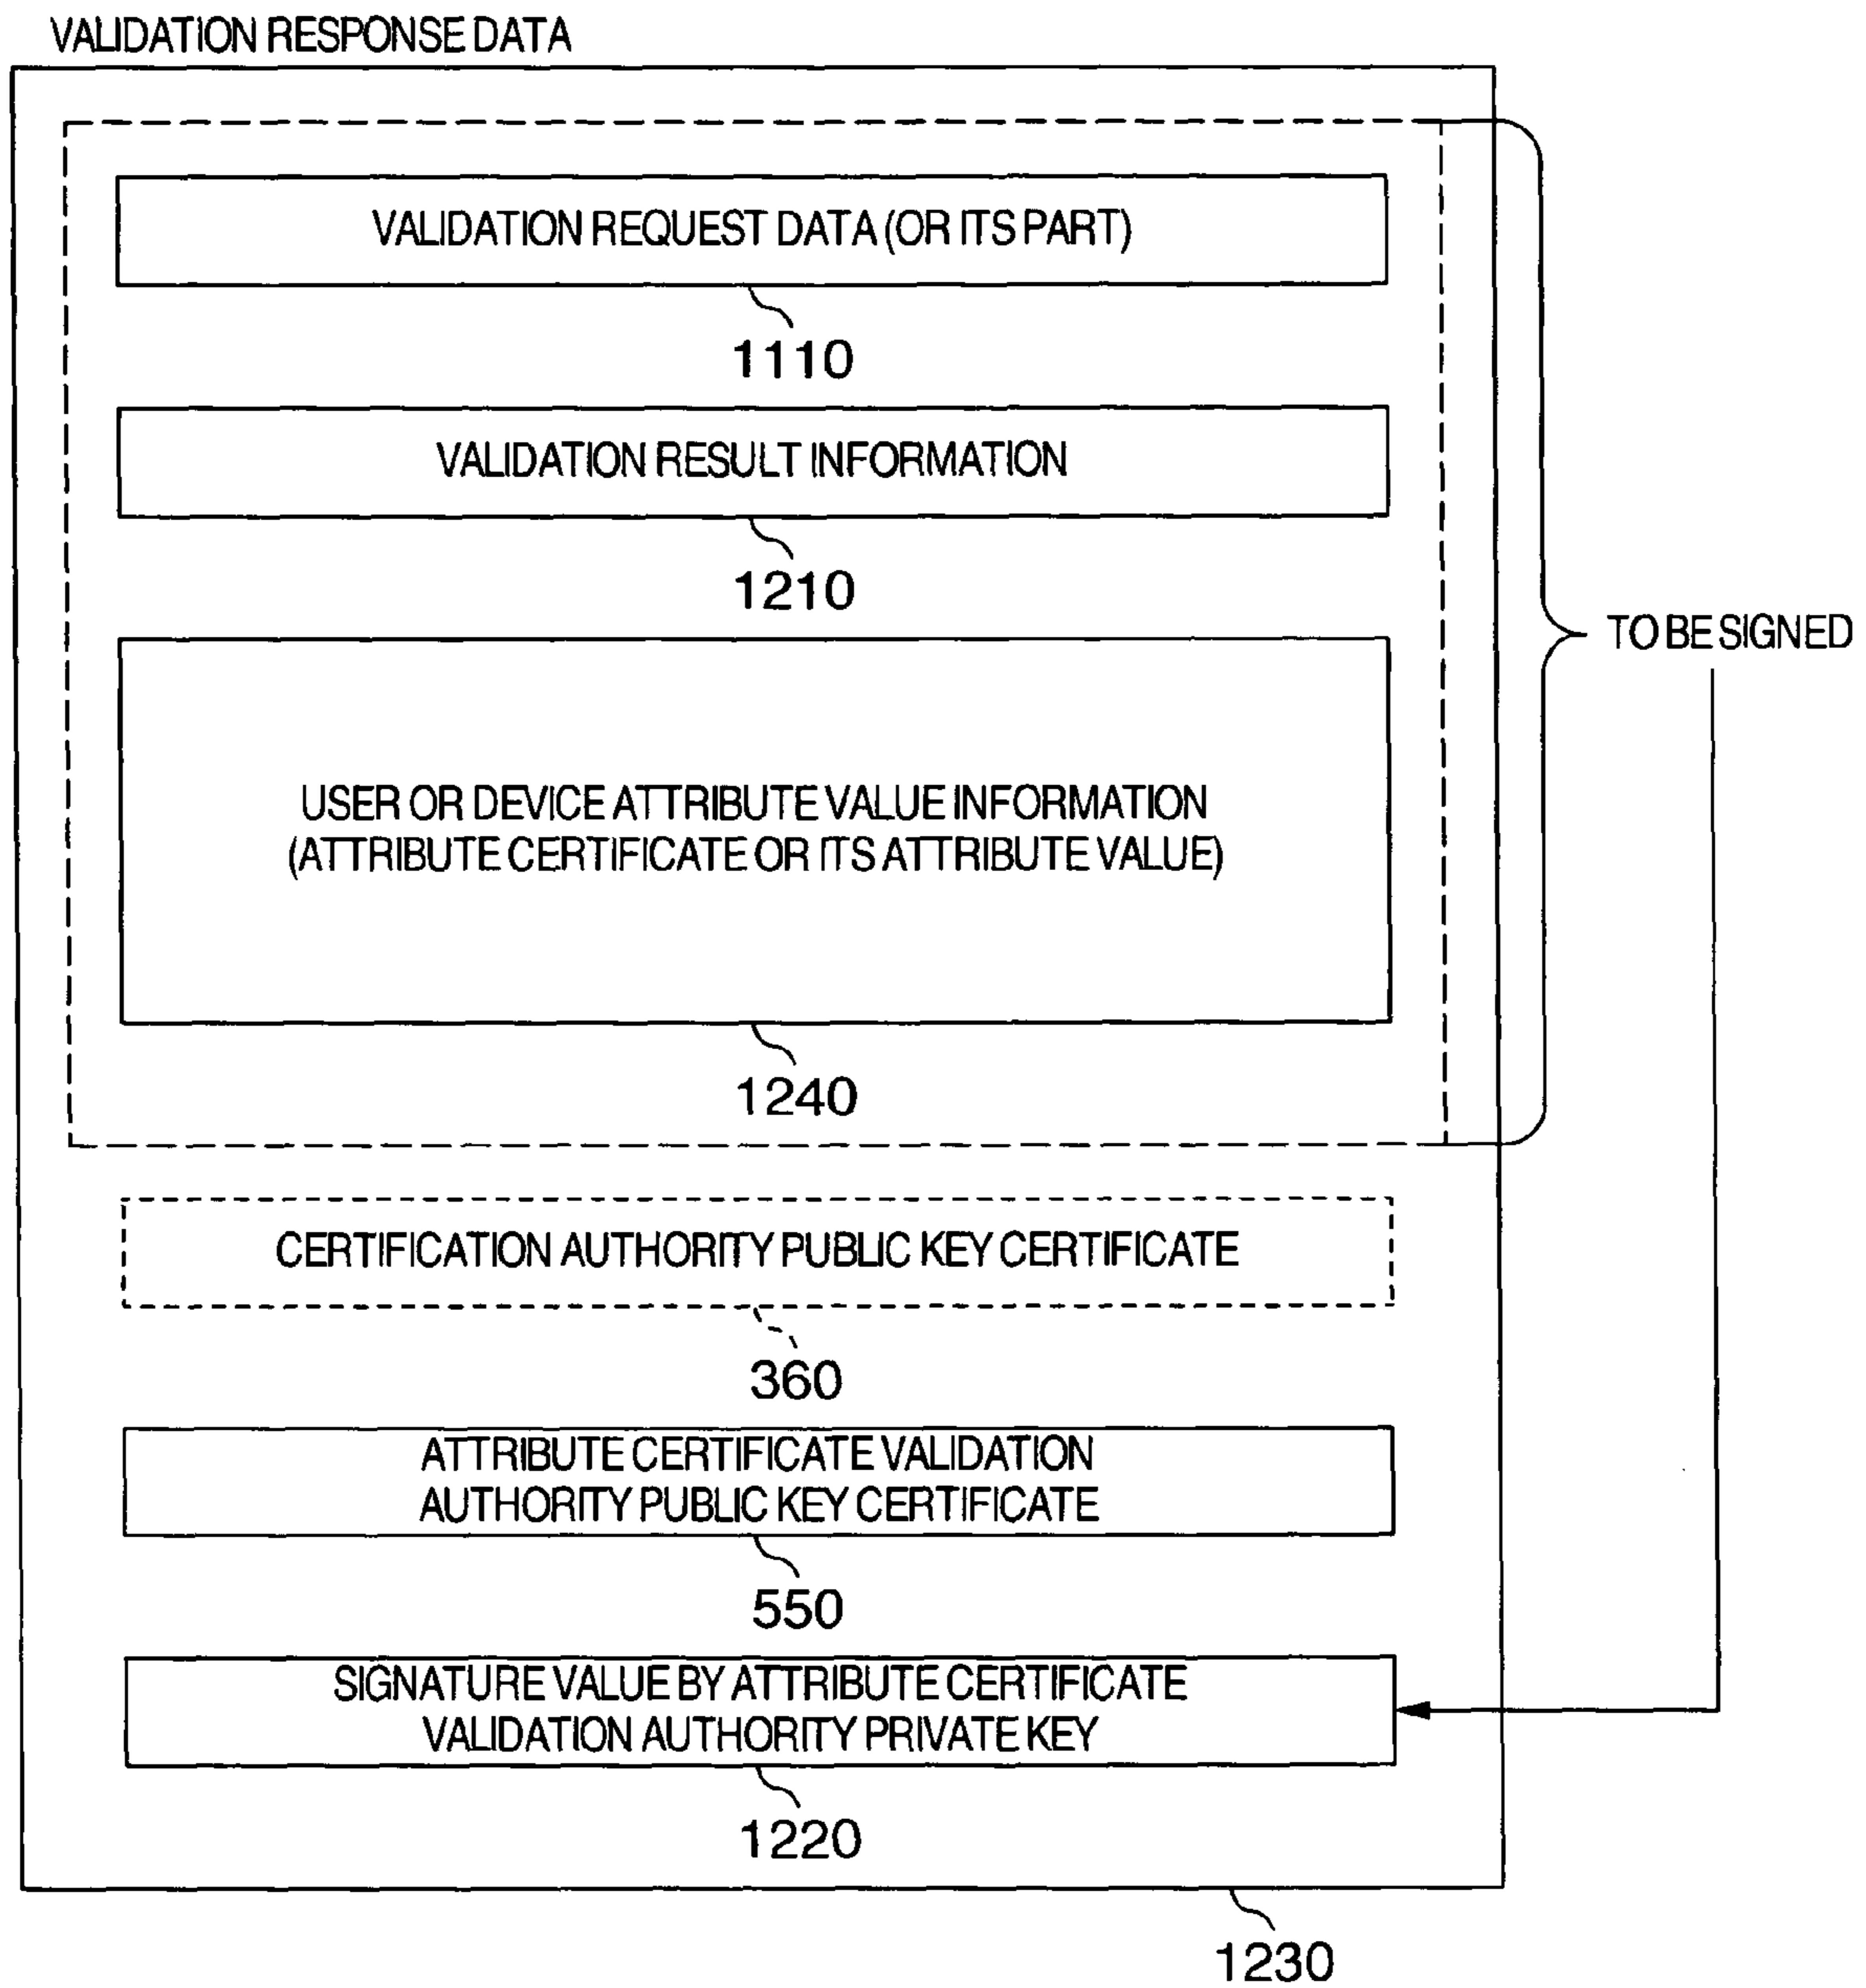 VALIDATION RESPONSE DATA
VALIDATION REQUEST DATA (OR ITS PART)
1110
VALIDATION RESULT INFORMATION
1210
TO BE SIGNED
USER OR DEVICE ATTRIBUTE VALUE INFORMATION
(ATTRIBUTE CERTIFICATE OR ITS ATTRIBUTE VALUE)
1240
CERTIFICATION AUTHORITY PUBLIC KEY CERTIFICATE
360
ATTRIBUTE CERTIFICATE VALIDATION
AUTHORITY PUBLIC KEY CERTIFICATE
550
SIGNATURE VALUE BY ATTRIBUTE CERTIFICATE
VALIDATION AUTHORITY PRIVATE KEY
1220
1230